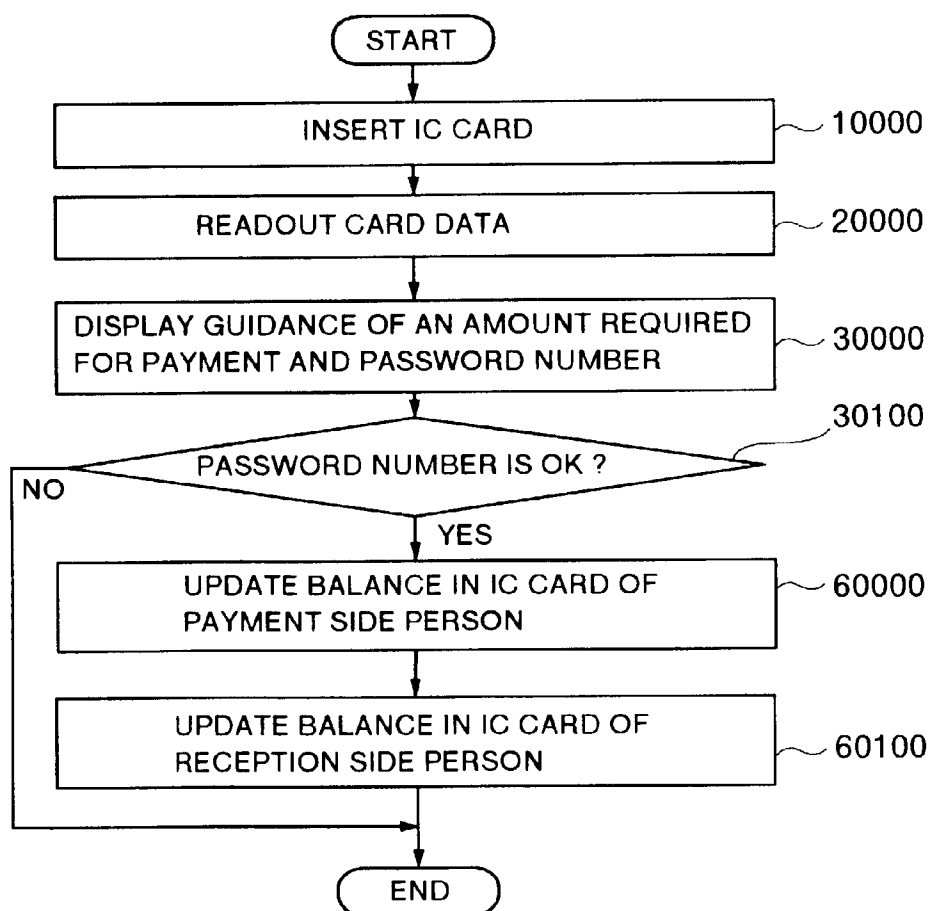 START
INSERT IC CARD
10000
READOUT CARD DATA
20000
DISPLAY GUIDANCE OF AN AMOUNT REQUIRED
FOR PAYMENT AND PASSWORD NUMBER
30000
30100
PASSWORD NUMBER IS OK ?
NO
YES
UPDATE BALANCE IN IC CARD OF
PAYMENT SIDE PERSON
60000
UPDATE BALANCE IN IC CARD OF
RECEPTION SIDE PERSON
60100
END